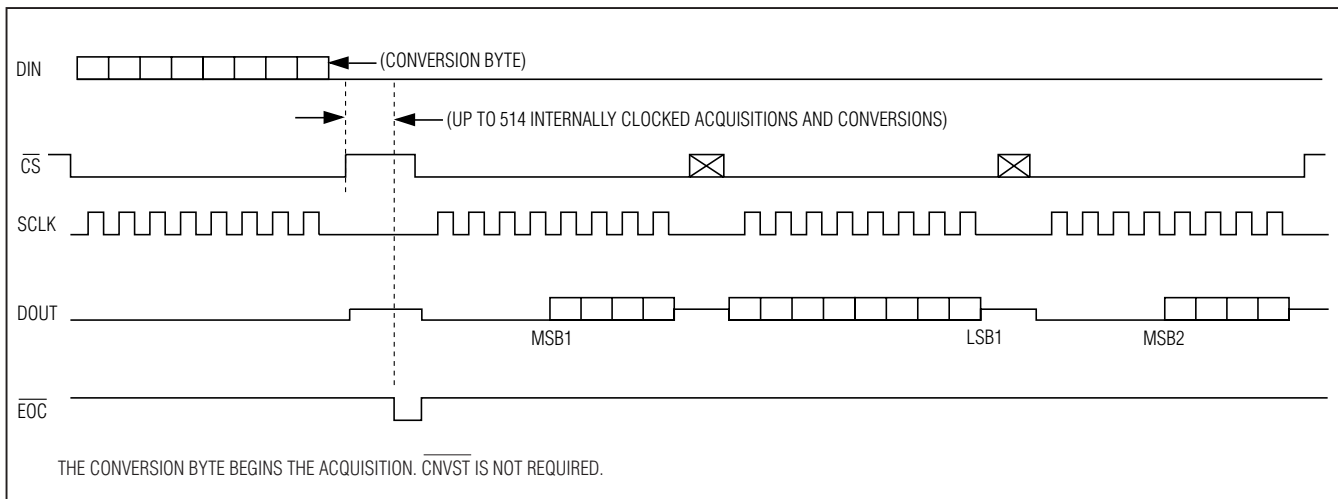 DIN
(CONVERSION BYTE)
(UP TO 514 INTERNALLY CLOCKED ACQUISITIONS AND CONVERSIONS)
CS
SCLK
DOUT
MSB1
LSB1
MSB2
EOC
THE CONVERSION BYTE BEGINS THE ACQUISITION. CNVST IS NOT REQUIRED.